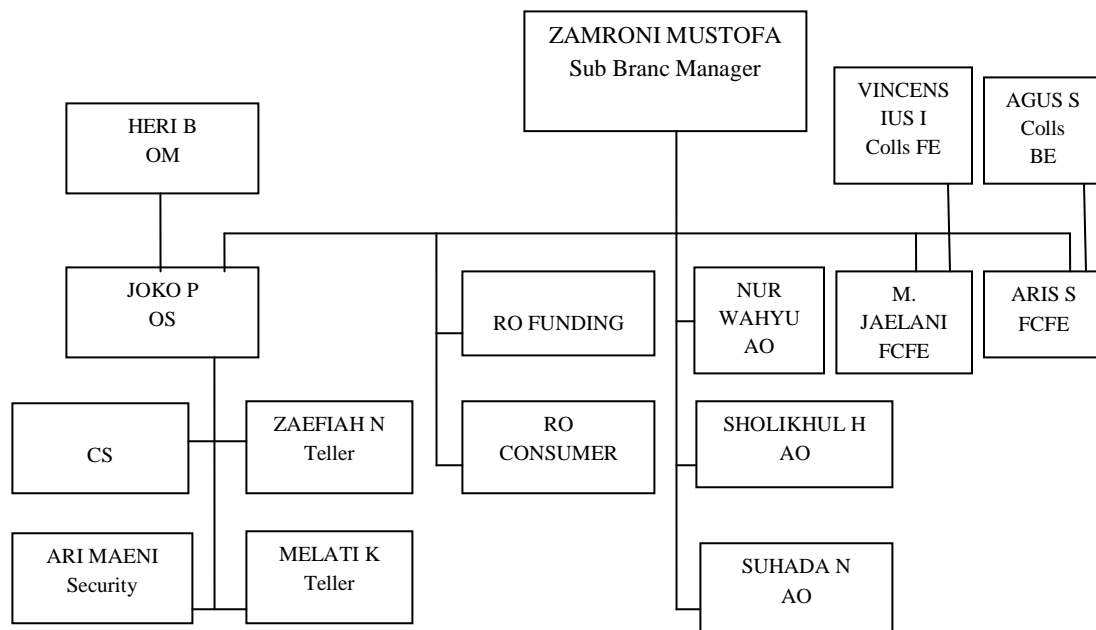 ZAMRONI MUSTOFA
Sub Branc Manager
VINCENS
IUS I
Colls FE
AGUS S
Colls
BE
HERI B
OM
JOKO P
OS
RO FUNDING
NUR
WAHYU
AO
M.
JAELANI
FCFE
ARIS S
FCFE
CS
ZAEFIAH N
Teller
RO
CONSUMER
SHOLIKHUL H
AO
ARI MAENI
Security
MELATI K
Teller
SUHADA N
AO